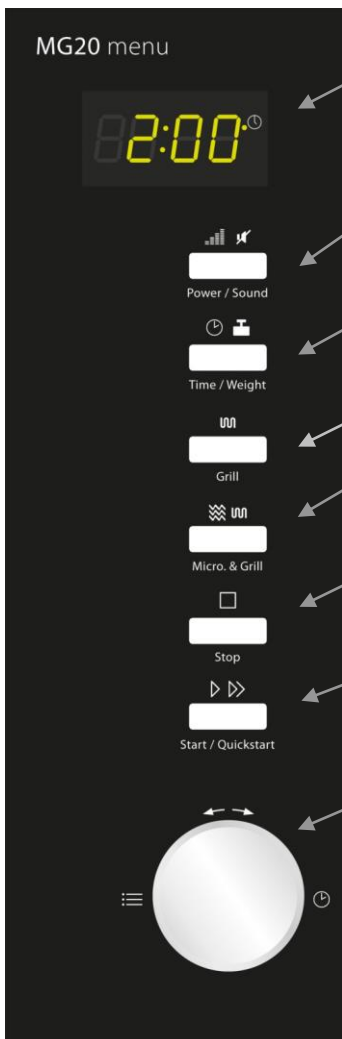 MG20 menu
2:00
Power / Sound
Time / Weight
Grill
Micro. & Grill
Stop
Start / Quickstart